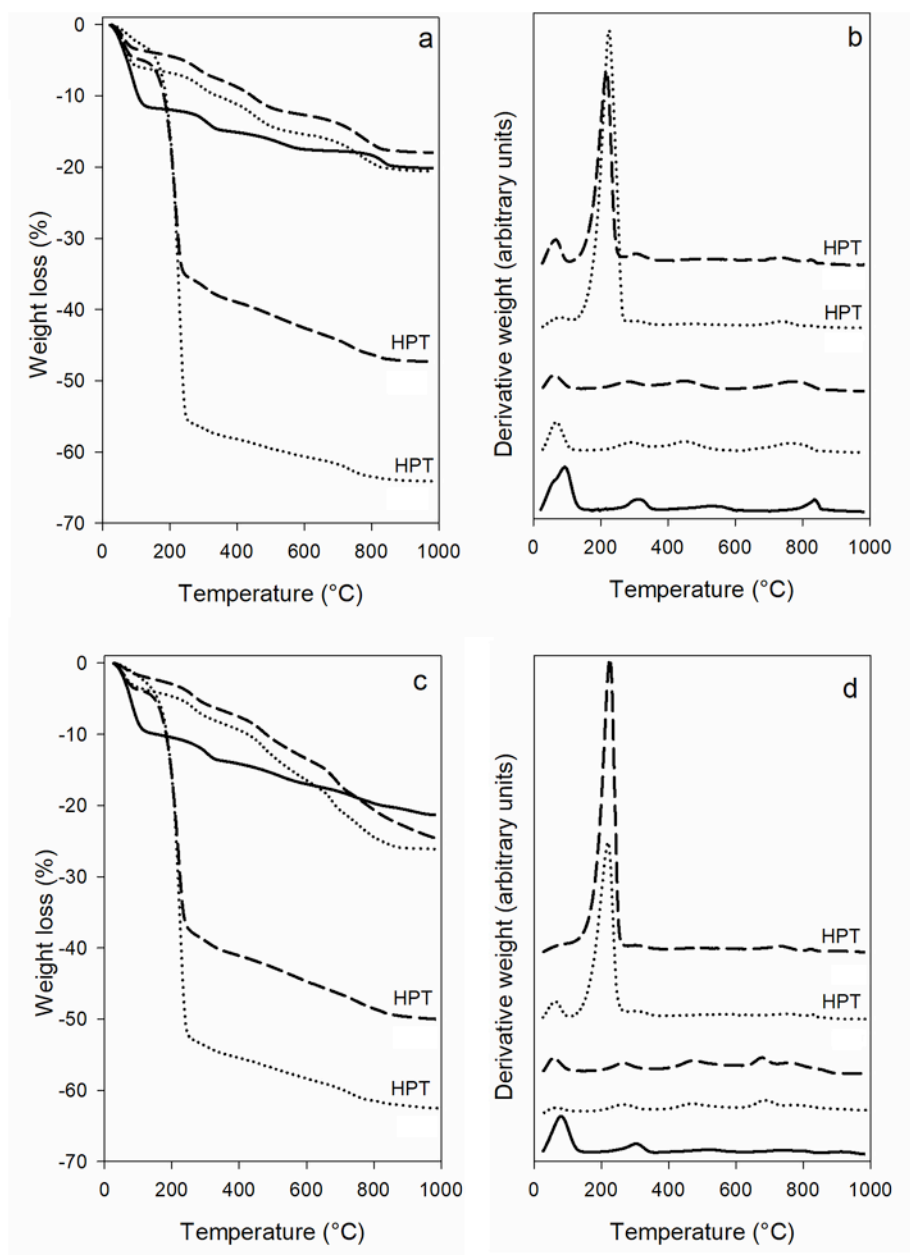 a
0
-10
-20
-30
-40
-50
-60
-70
Weight loss (%)
HPT
HPT
0 200 400 600 800 1000
Temperature (°C)
b
Derivative weight (arbitrary units)
HPT
HPT
0 200 400 600 800 1000
Temperature (°C)
c
0
-10
-20
-30
-40
-50
-60
-70
Weight loss (%)
HPT
HPT
0 200 400 600 800 1000
Temperature (°C)
d
Derivative weight (arbitrary units)
HPT
HPT
0 200 400 600 800 1000
Temperature (°C)